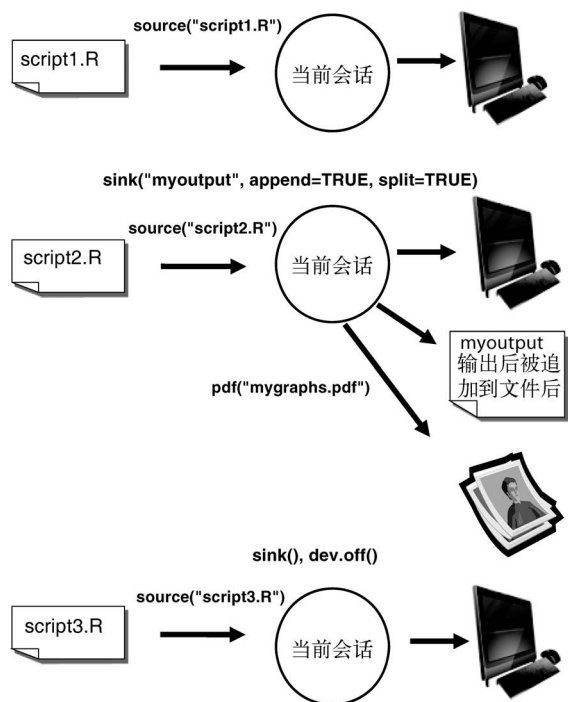 source("script1.R")
script1.R
当前会话
sink("myoutput", append=TRUE, split=TRUE)
source("script2.R")
script2.R
当前会话
myoutput
输出后被追
加到文件后
pdf("mygraphs.pdf")
sink(), dev.off()
source("script3.R")
script3.R
当前会话